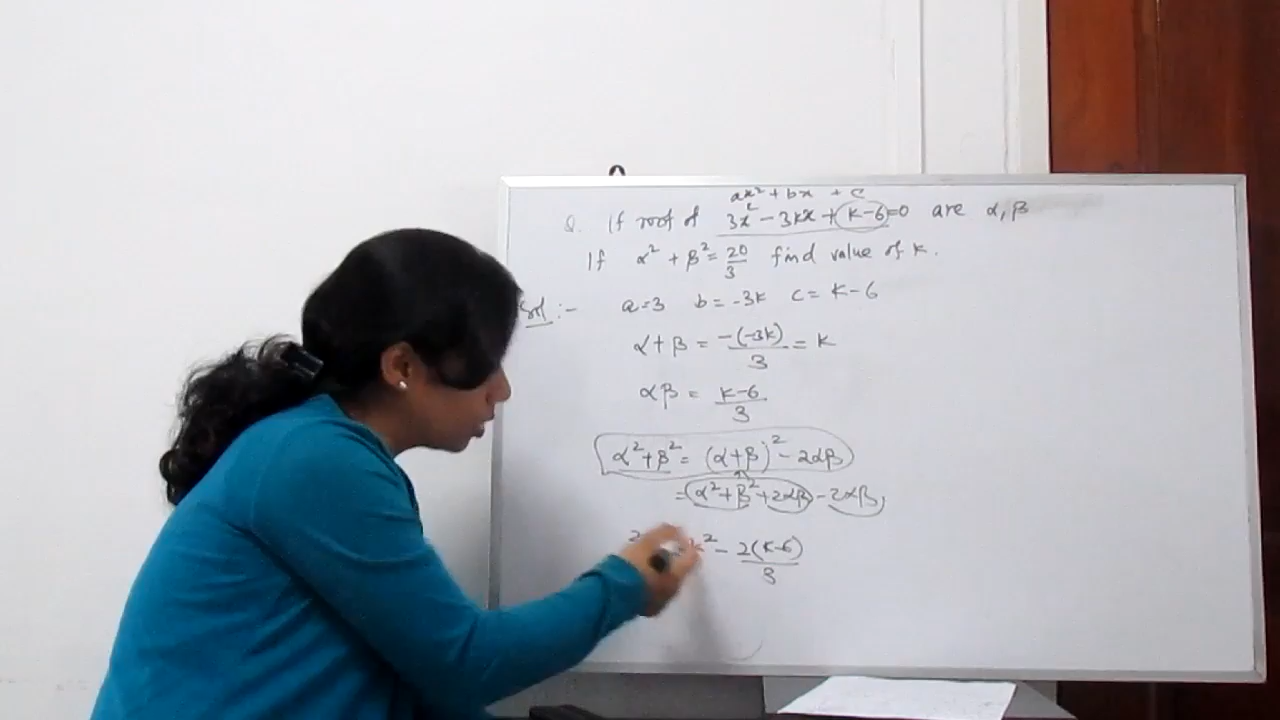 ax² + bx + c
Q. If root of 3x² - 3kx + (k-6) = 0 are α, β
If α² + β² = 20/3 find value of k.
Sol :- a = 3 b = -3k c = k-6
α + β = -(-3k)/3 = k
αβ = k-6/3
α² + β² = (α + β)² - 2αβ
= (α² + β² + 2αβ) - 2αβ
2 k² - 2(k-6)/3